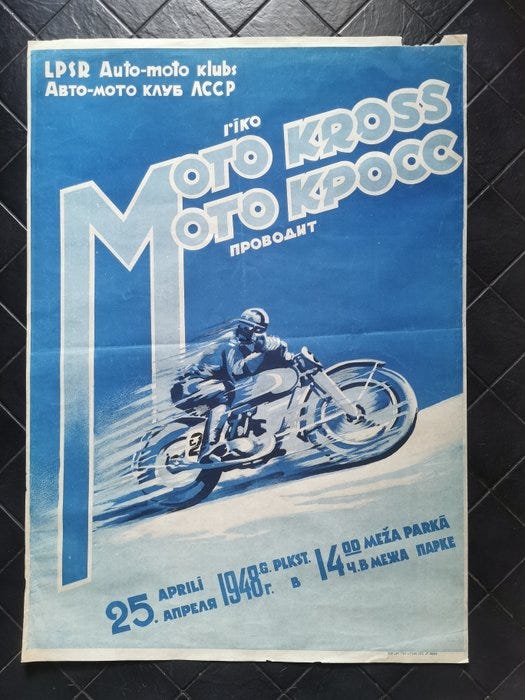 LPSR Auto-moto klubs
Авто-мото клуб ЛССР
rīko
MOTO KROSS
МОТО КРОСС
проводит
25. APRILĪ 1948. G. PLKST. 14 00 MEŽA PARKĀ
25. АПРЕЛЯ 1948 г. в 14 00 Ч. В МЕЖА ПАРКЕ